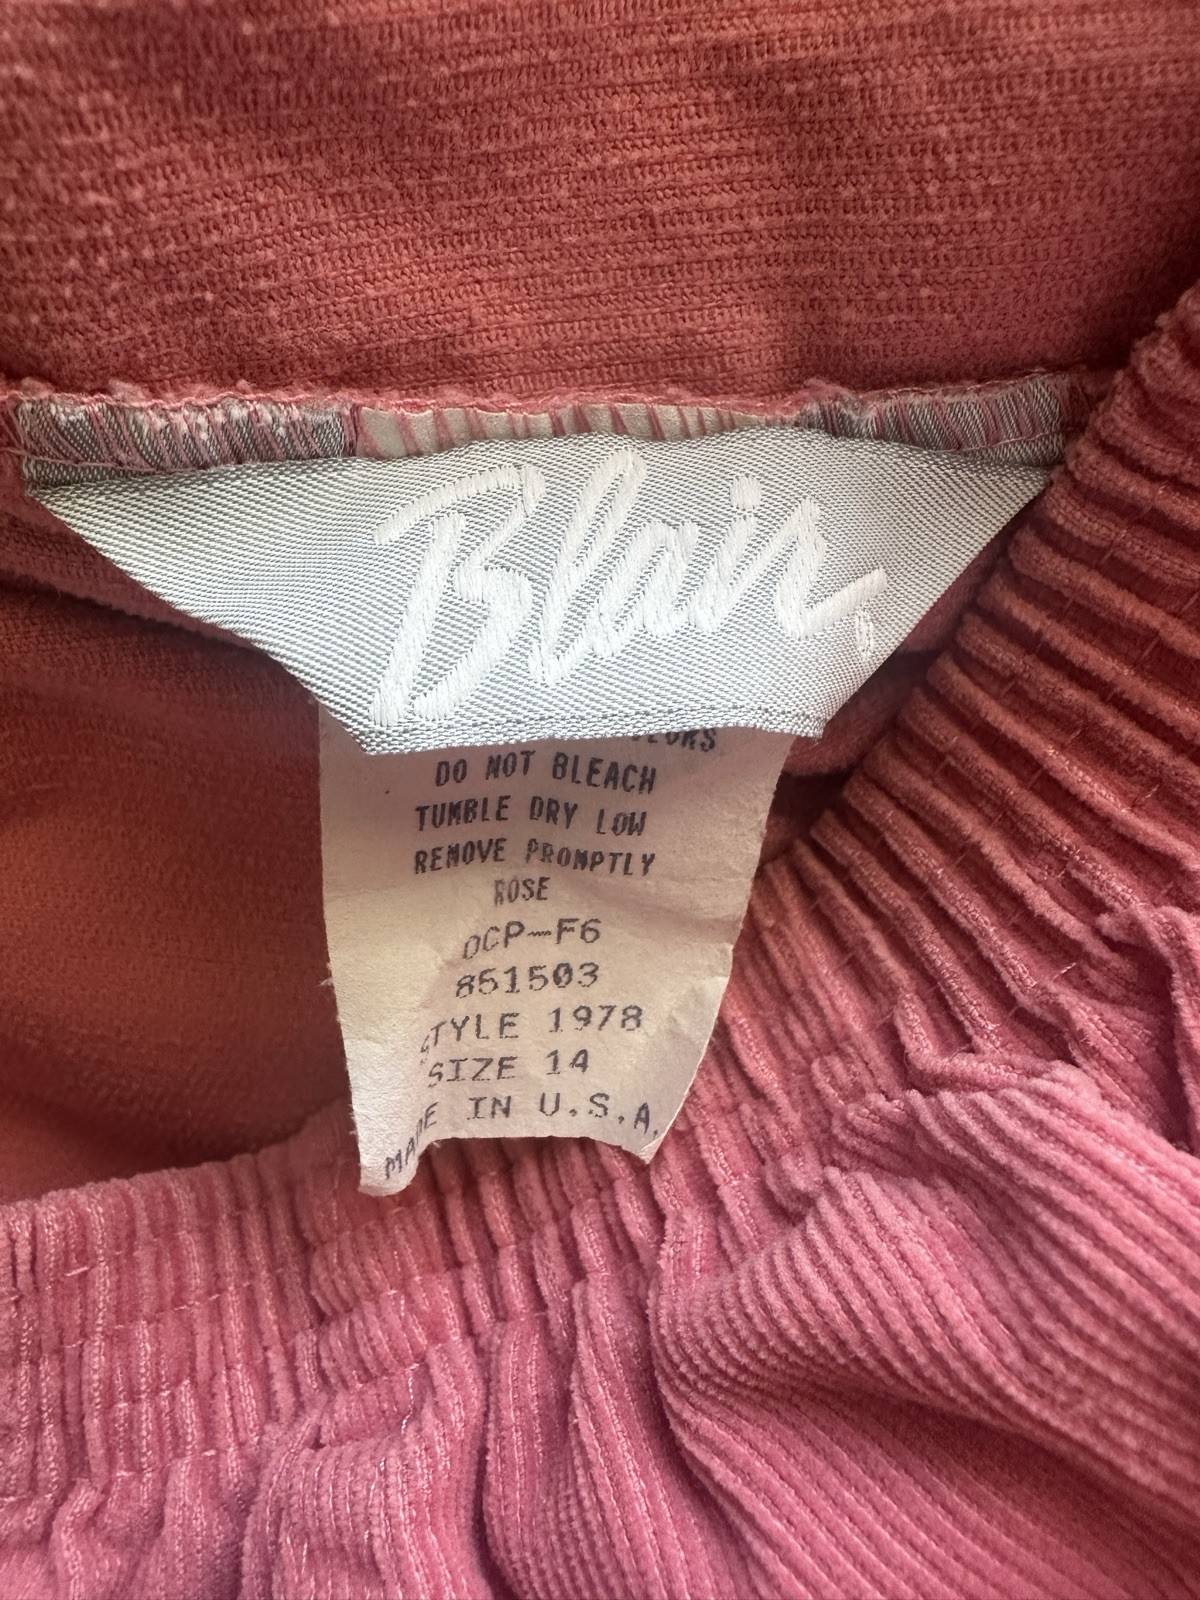 Blair
DO NOT BLEACH
TUMBLE DRY LOW
REMOVE PROMPTLY
ROSE
DCP-F6
851503
STYLE 1978
SIZE 14
MADE IN U.S.A.